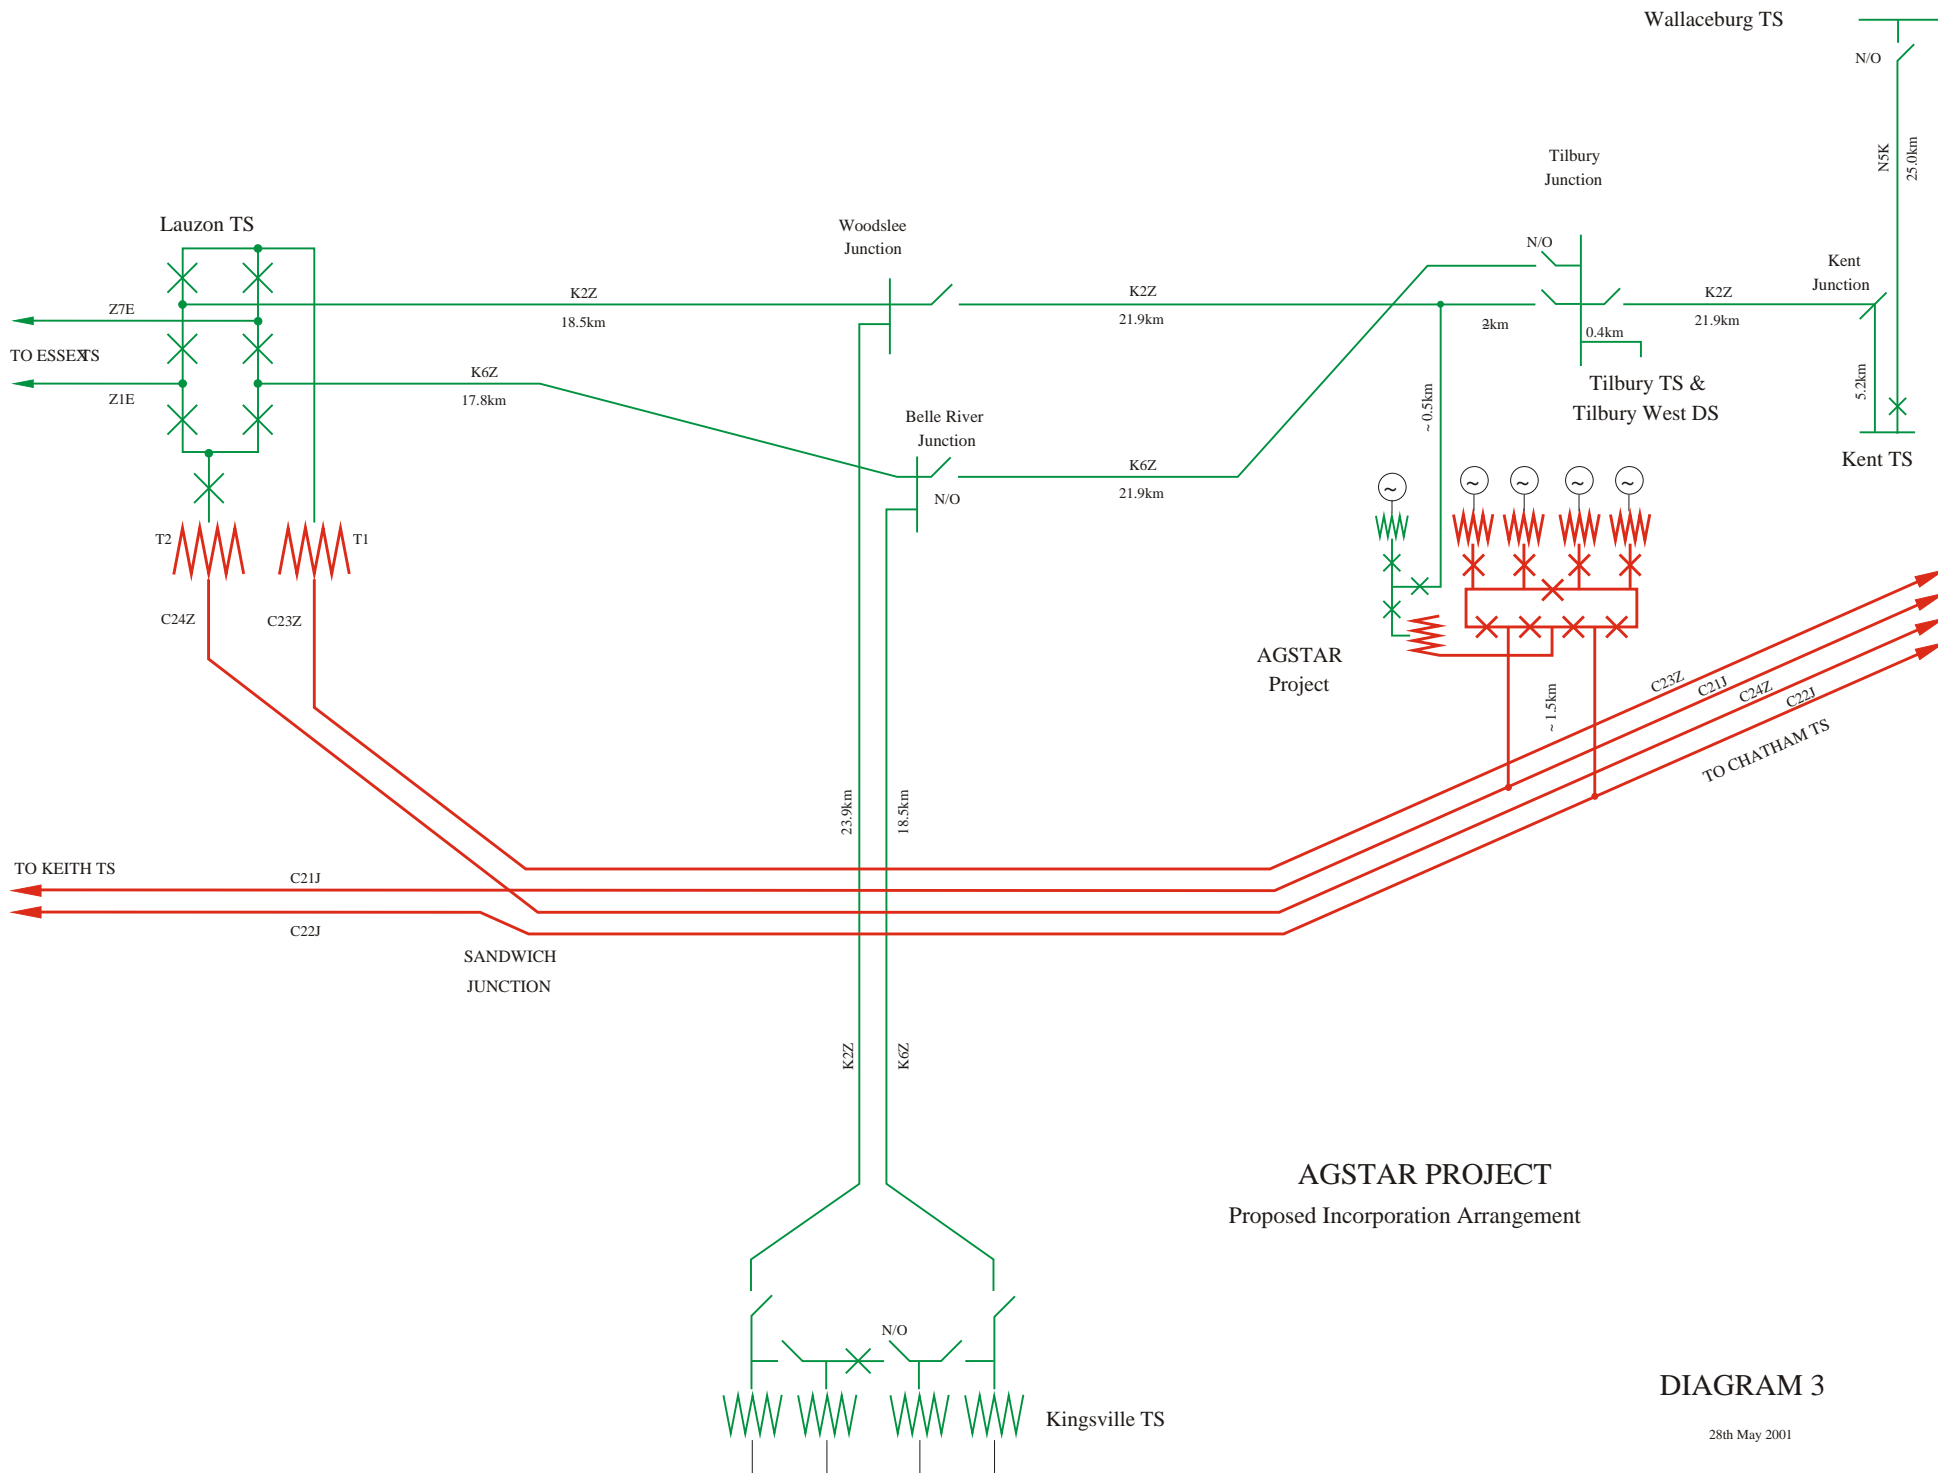 Wallaceburg TS
N/O
N5K
25.0km
Tilbury
Junction
Lauzon TS
Woodslee
Junction
N/O
Kent
Junction
K2Z
18.5km
K2Z
21.9km
2km
K2Z
21.9km
0.4km
Z7E
TO ESSEX TS
Z1E
K6Z
17.8km
Tilbury TS &
Tilbury West DS
5.2km
~ 0.5km
Belle River
Junction
N/O
K6Z
21.9km
Kent TS
~
~
~
~
~
T2
T1
C24Z
C23Z
AGSTAR
Project
~ 1.5km
C23Z
C21J
C24Z
C22J
TO CHATHAM TS
23.9km
18.5km
TO KEITH TS
C21J
C22J
SANDWICH
JUNCTION
K2Z
K6Z
AGSTAR PROJECT
Proposed Incorporation Arrangement
N/O
Kingsville TS
DIAGRAM 3
28th May 2001